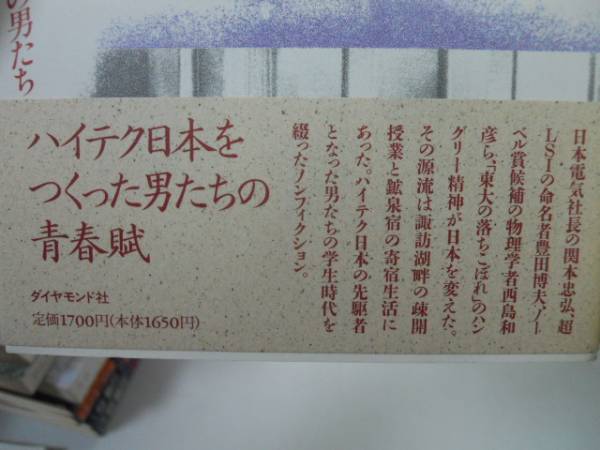 の男たち
ハイテク日本を
つくった男たちの
青春賦
ダイヤモンド社
定価1700円(本体1650円)
日本電気社長の関本忠弘、超
LSIの命名者豊田博夫、ノー
ベル賞候補の物理学者西島和
彦ら、「東大の落ちこぼれ」のハン
グリー精神が日本を変えた。
その源流は諏訪湖畔の疎開
授業と鉱泉宿の寄宿生活に
あった。ハイテク日本の先駆者
となった男たちの学生時代を
綴ったノンフィクション。